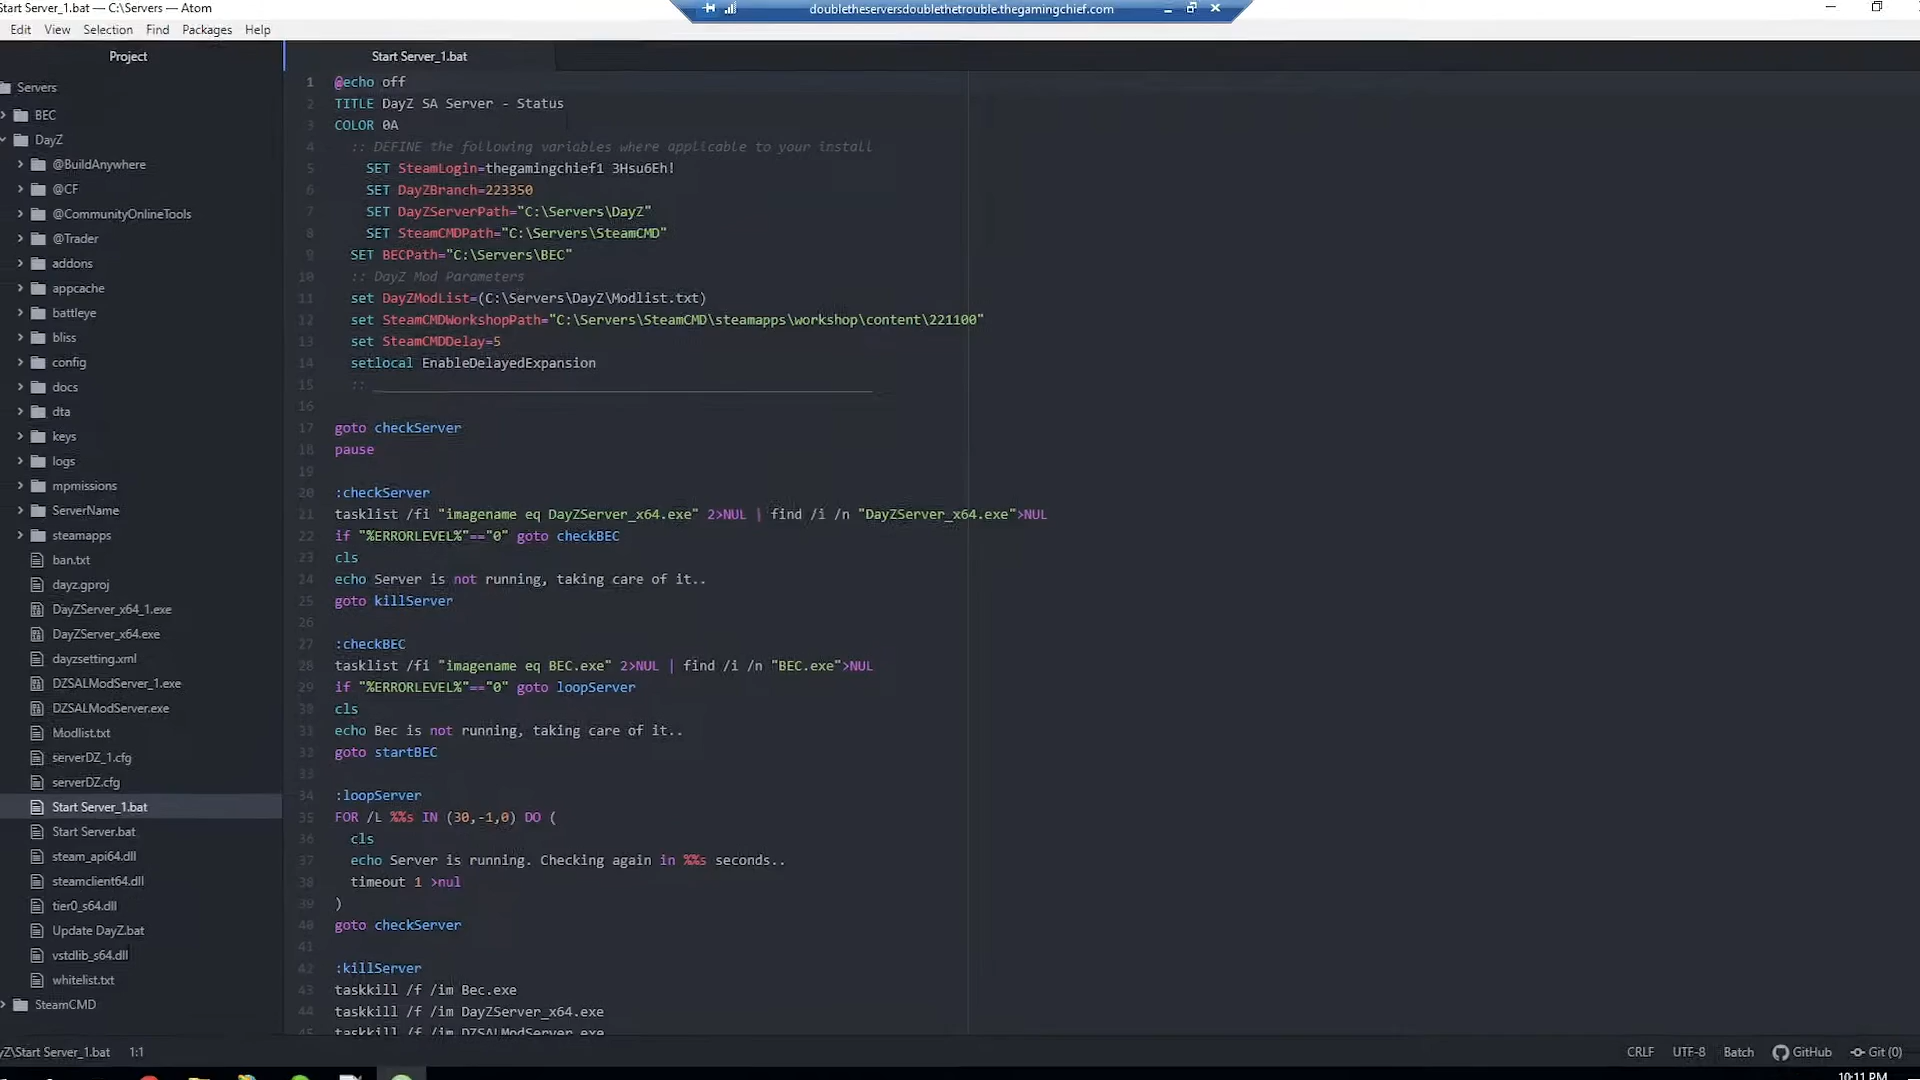 Start Server_1.bat — C:\Servers — Atom
doubletheserversdoublethetrouble.thegamingchief.com
Edit View Selection Find Packages Help
Project
Servers
BEC
DayZ
@BuildAnywhere
@CF
@CommunityOnlineTools
@Trader
addons
appcache
battleye
bliss
config
docs
dta
keys
logs
mpmissions
ServerName
steamapps
ban.txt
dayz.gproj
DayZServer_x64_1.exe
DayZServer_x64.exe
dayzsetting.xml
DZSALModServer_1.exe
DZSALModServer.exe
Modlist.txt
serverDZ_1.cfg
serverDZ.cfg
Start Server_1.bat
Start Server.bat
steam_api64.dll
steamclient64.dll
tier0_s64.dll
Update DayZ.bat
vstdlib_s64.dll
whitelist.txt
SteamCMD
Start Server_1.bat
1 @echo off
2 TITLE DayZ SA Server - Status
3 COLOR 0A
4 :: DEFINE the following variables where applicable to your install
5 SET SteamLogin=thegamingchief1 3Hsu6Eh!
6 SET DayZBranch=223350
7 SET DayZServerPath="C:\Servers\DayZ"
8 SET SteamCMDPath="C:\Servers\SteamCMD"
9 SET BECPath="C:\Servers\BEC"
10 :: DayZ Mod Parameters
11 set DayZModList=(C:\Servers\DayZ\Modlist.txt)
12 set SteamCMDWorkshopPath="C:\Servers\SteamCMD\steamapps\workshop\content\221100"
13 set SteamCMDDelay=5
14 setlocal EnableDelayedExpansion
15 :: _______________________________________________________________
16
17 goto checkServer
18 pause
19
20 :checkServer
21 tasklist /fi "imagename eq DayZServer_x64.exe" 2>NUL | find /i /n "DayZServer_x64.exe">NUL
22 if "%ERRORLEVEL%"=="0" goto checkBEC
23 cls
24 echo Server is not running, taking care of it..
25 goto killServer
26
27 :checkBEC
28 tasklist /fi "imagename eq BEC.exe" 2>NUL | find /i /n "BEC.exe">NUL
29 if "%ERRORLEVEL%"=="0" goto loopServer
30 cls
31 echo Bec is not running, taking care of it..
32 goto startBEC
33
34 :loopServer
35 FOR /L %%s IN (30,-1,0) DO (
36 cls
37 echo Server is running. Checking again in %%s seconds..
38 timeout 1 >nul
39 )
40 goto checkServer
41
42 :killServer
43 taskkill /f /im Bec.exe
44 taskkill /f /im DayZServer_x64.exe
45 taskkill /f /im DZSALModServer.exe
yZ\Start Server_1.bat 1:1
CRLF UTF-8 Batch GitHub Git (0)
10:11 PM